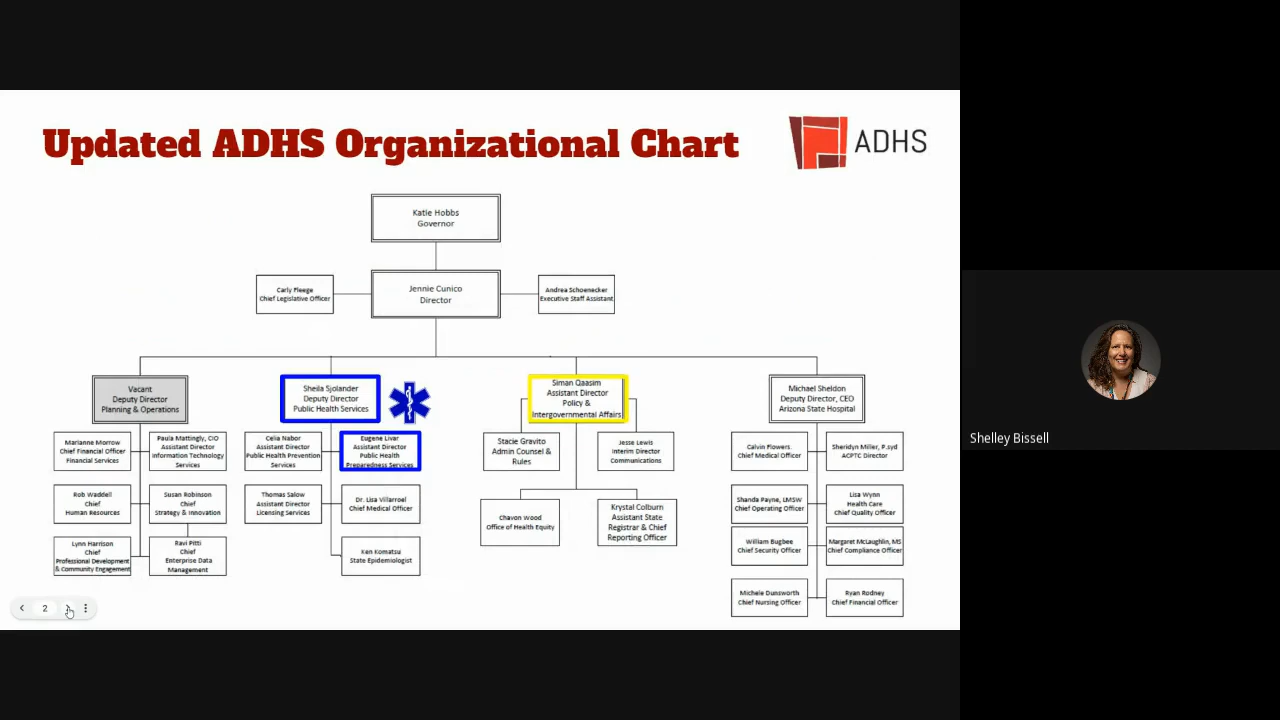 Updated ADHS Organizational Chart
ADHS
Katie Hobbs
Governor
Carly Fleege
Chief Legislative Officer
Jennie Cunico
Director
Andrea Schoenecker
Executive Staff Assistant
Vacant
Deputy Director
Planning & Operations
Sheila Sjolander
Deputy Director
Public Health Services
Siman Qaasim
Assistant Director
Policy &
Intergovernmental Affairs
Michael Sheldon
Deputy Director, CEO
Arizona State Hospital
Marianne Morrow
Chief Financial Officer
Financial Services
Paula Mattingly, CIO
Assistant Director
Information Technology
Services
Celia Nabor
Assistant Director
Public Health Prevention
Services
Eugene Livar
Assistant Director
Public Health
Preparedness Services
Stacie Gravito
Admin Counsel &
Rules
Jesse Lewis
Interim Director
Communications
Calvin Flowers.
Chief Medical Officer
Sheridyn Miller, P.syd
ACPTC Director
Rob Waddell
Chief
Human Resources
Susan Robinson
Chief
Strategy & Innovation
Thomas Salow
Assistant Director
Licensing Services
Dr. Lisa Villarroel
Chief Medical Officer
Chavon Wood
Office of Health Equity
Krystal Colburn
Assistant State
Registrar & Chief
Reporting Officer
Shanda Payne, LMSW
Chief Operating Officer
Lisa Wynn
Health Care
Chief Quality Officer
Lynn Harrison
Chief
Professional Development
& Community Engagement
Ravi Pitti
Chief
Enterprise Data
Management
Ken Komatsu
State Epidemiologist
William Bugbee
Chief Security Officer
Margaret McLaughlin, MS
Chief Compliance Officer
Michele Dunsworth
Chief Nursing Officer
Ryan Rodney
Chief Financial Officer
2
Shelley Bissell